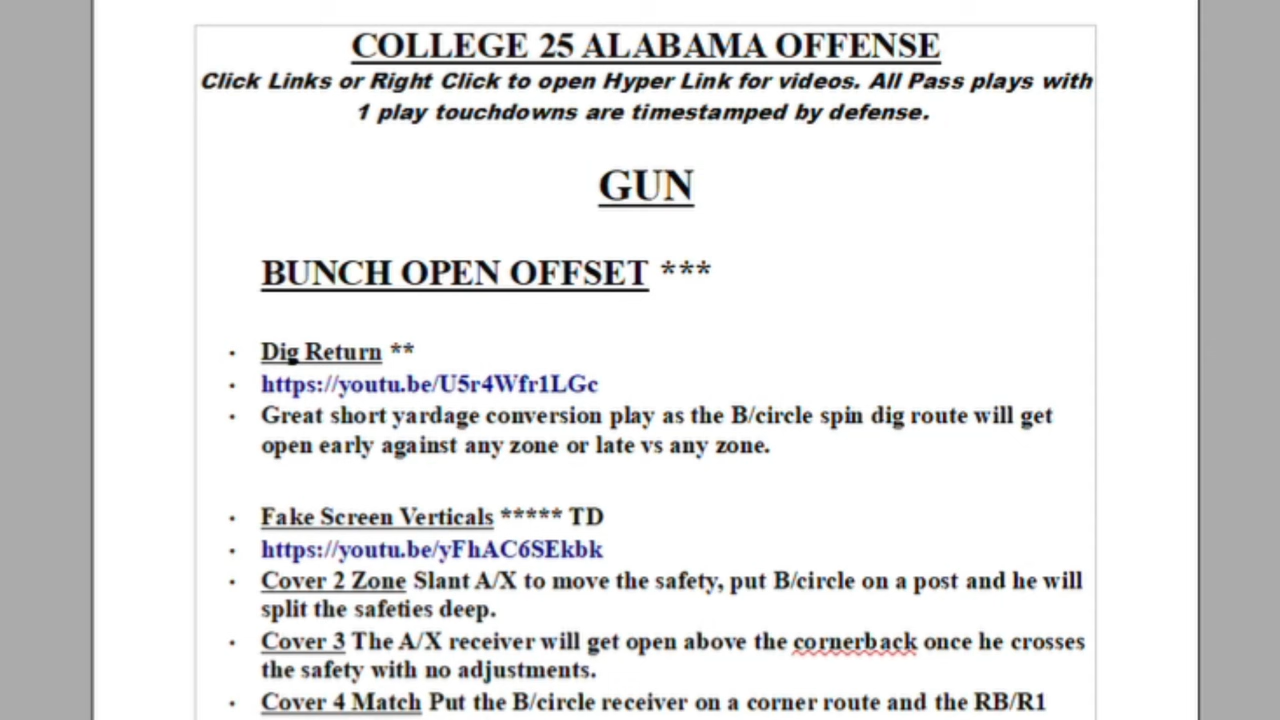 COLLEGE 25 ALABAMA OFFENSE
Click Links or Right Click to open Hyper Link for videos. All Pass plays with
1 play touchdowns are timestamped by defense.
GUN
BUNCH OPEN OFFSET ***
• Dig Return **
• https://youtu.be/U5r4Wfr1LGc
• Great short yardage conversion play as the B/circle spin dig route will get
open early against any zone or late vs any zone.
• Fake Screen Verticals ***** TD
• https://youtu.be/yFhAC6SEkbk
• Cover 2 Zone Slant A/X to move the safety, put B/circle on a post and he will
split the safeties deep.
• Cover 3 The A/X receiver will get open above the cornerback once he crosses
the safety with no adjustments.
• Cover 4 Match Put the B/circle receiver on a corner route and the RB/R1